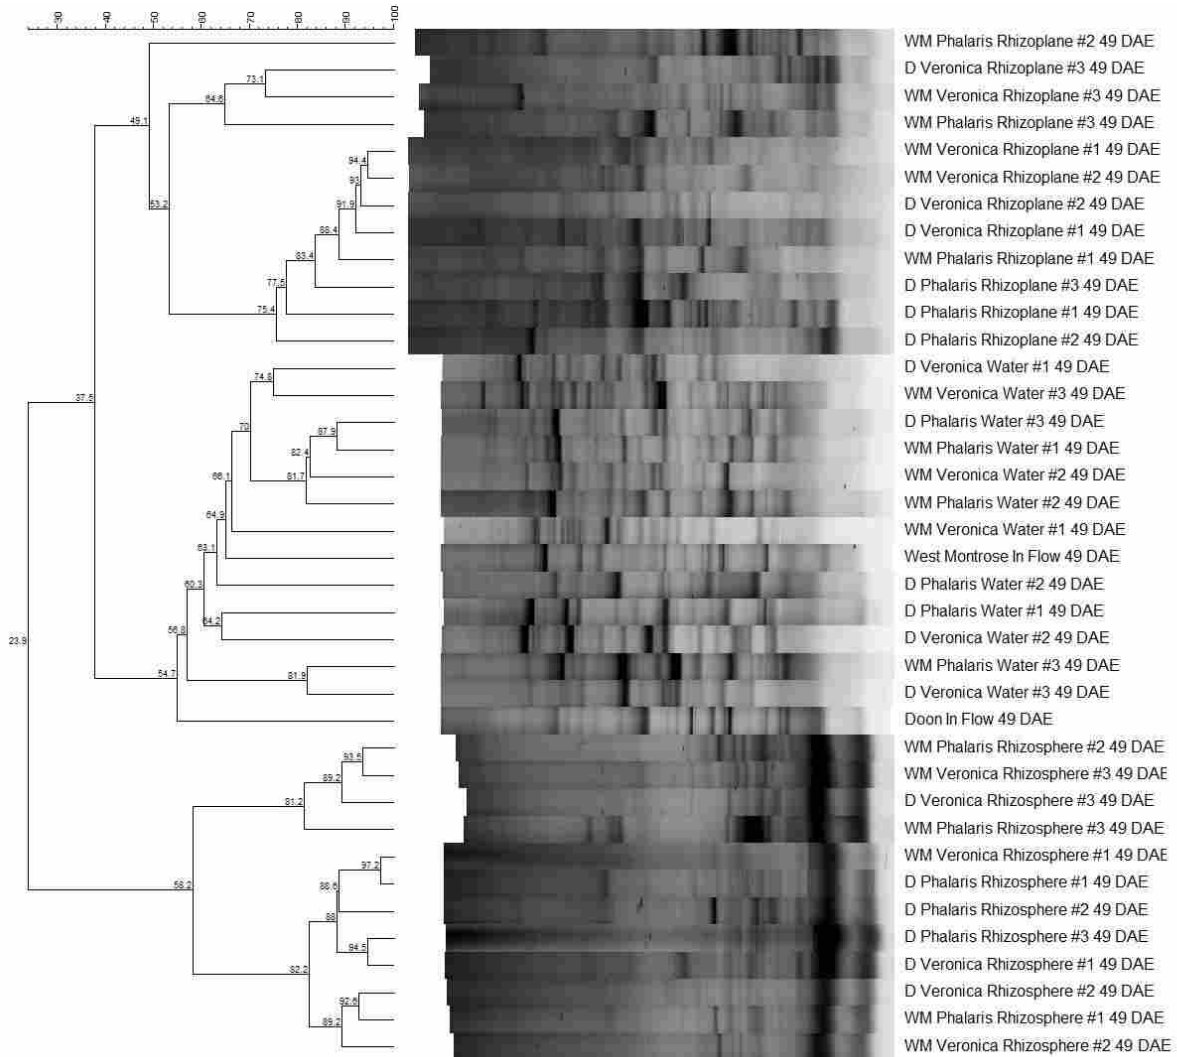 30 40 50 60 70 80 90 100
WM Phalaris Rhizoplane #2 49 DAE
D Veronica Rhizoplane #3 49 DAE
73.1
WM Veronica Rhizoplane #3 49 DAE
64.6
WM Phalaris Rhizoplane #3 49 DAE
49.1
WM Veronica Rhizoplane #1 49 DAE
94.4
WM Veronica Rhizoplane #2 49 DAE
93
D Veronica Rhizoplane #2 49 DAE
53.2
91.9
D Veronica Rhizoplane #1 49 DAE
88.4
WM Phalaris Rhizoplane #1 49 DAE
83.4
D Phalaris Rhizoplane #3 49 DAE
77.5
D Phalaris Rhizoplane #1 49 DAE
75.4
D Phalaris Rhizoplane #2 49 DAE
D Veronica Water #1 49 DAE
74.8
WM Veronica Water #3 49 DAE
37.5
D Phalaris Water #3 49 DAE
70
87.9
WM Phalaris Water #1 49 DAE
82.4
WM Veronica Water #2 49 DAE
66.1
81.7
WM Phalaris Water #2 49 DAE
64.9
WM Veronica Water #1 49 DAE
63.1
West Montrose In Flow 49 DAE
60.3
D Phalaris Water #2 49 DAE
D Phalaris Water #1 49 DAE
56.8
64.2
D Veronica Water #2 49 DAE
23.9
WM Phalaris Water #3 49 DAE
54.7
81.9
D Veronica Water #3 49 DAE
Doon In Flow 49 DAE
WM Phalaris Rhizosphere #2 49 DAE
93.5
WM Veronica Rhizosphere #3 49 DAE
89.2
D Veronica Rhizosphere #3 49 DAE
81.2
WM Phalaris Rhizosphere #3 49 DAE
WM Veronica Rhizosphere #1 49 DAE
97.2
D Phalaris Rhizosphere #1 49 DAE
58.2
88.6
D Phalaris Rhizosphere #2 49 DAE
88
D Phalaris Rhizosphere #3 49 DAE
94.5
D Veronica Rhizosphere #1 49 DAE
82.2
D Veronica Rhizosphere #2 49 DAE
92.6
WM Phalaris Rhizosphere #1 49 DAE
89.2
WM Veronica Rhizosphere #2 49 DAE